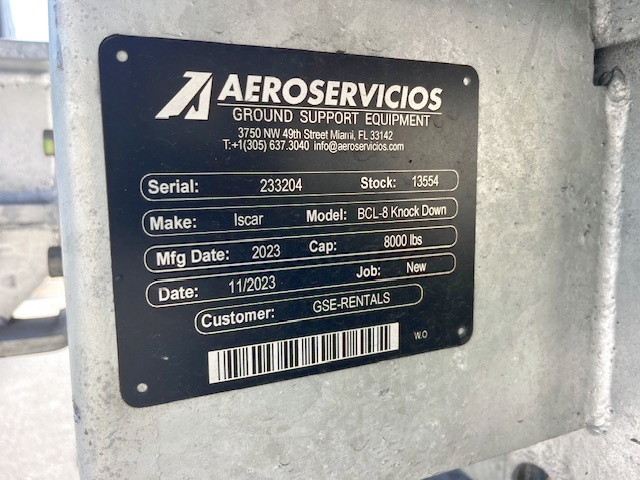 AEROSERVICIOS
GROUND SUPPORT EQUIPMENT
3750 NW 49th Street Miami, FL 33142
T:+1(305) 637.3040 info@aeroservicios.com
Serial: 233204 Stock: 13554
Make: Iscar Model: BCL-8 Knock Down
Mfg Date: 2023 Cap: 8000 lbs
Date: 11/2023 Job: New
Customer: GSE-RENTALS
W.O